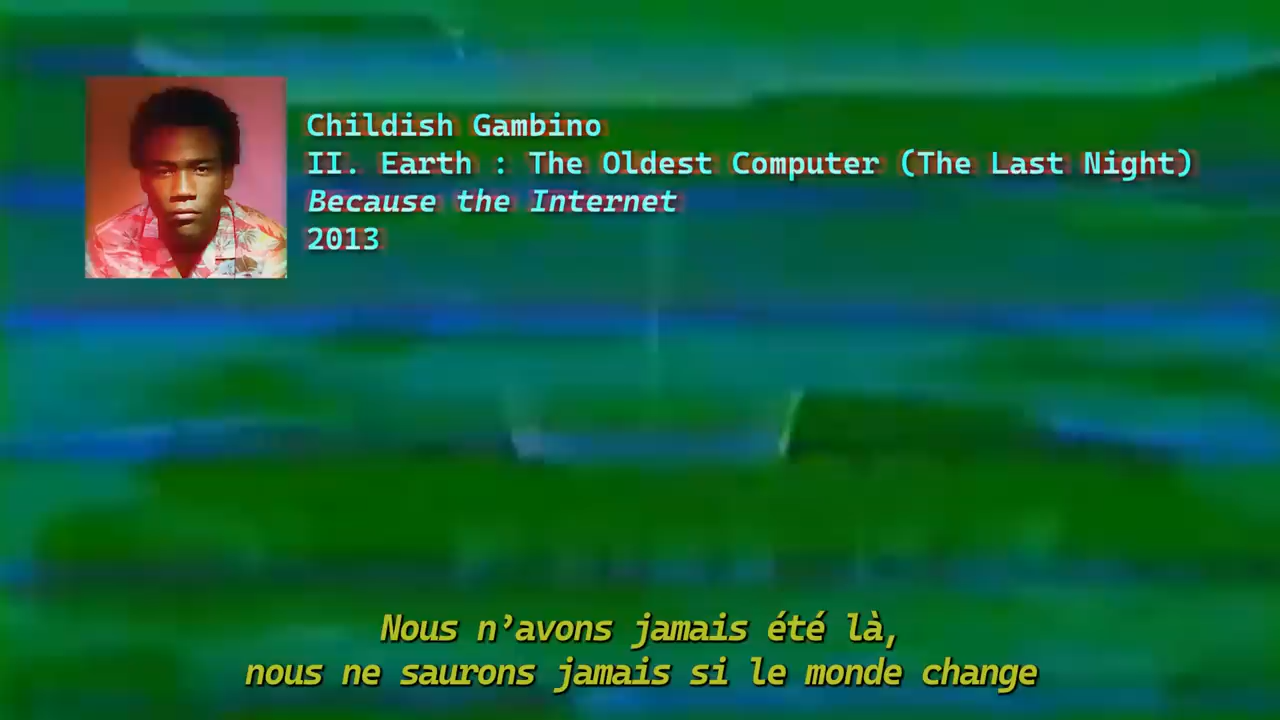 Childish Gambino
II. Earth : The Oldest Computer (The Last Night)
Because the Internet
2013
Nous n’avons jamais été là,
nous ne saurons jamais si le monde change